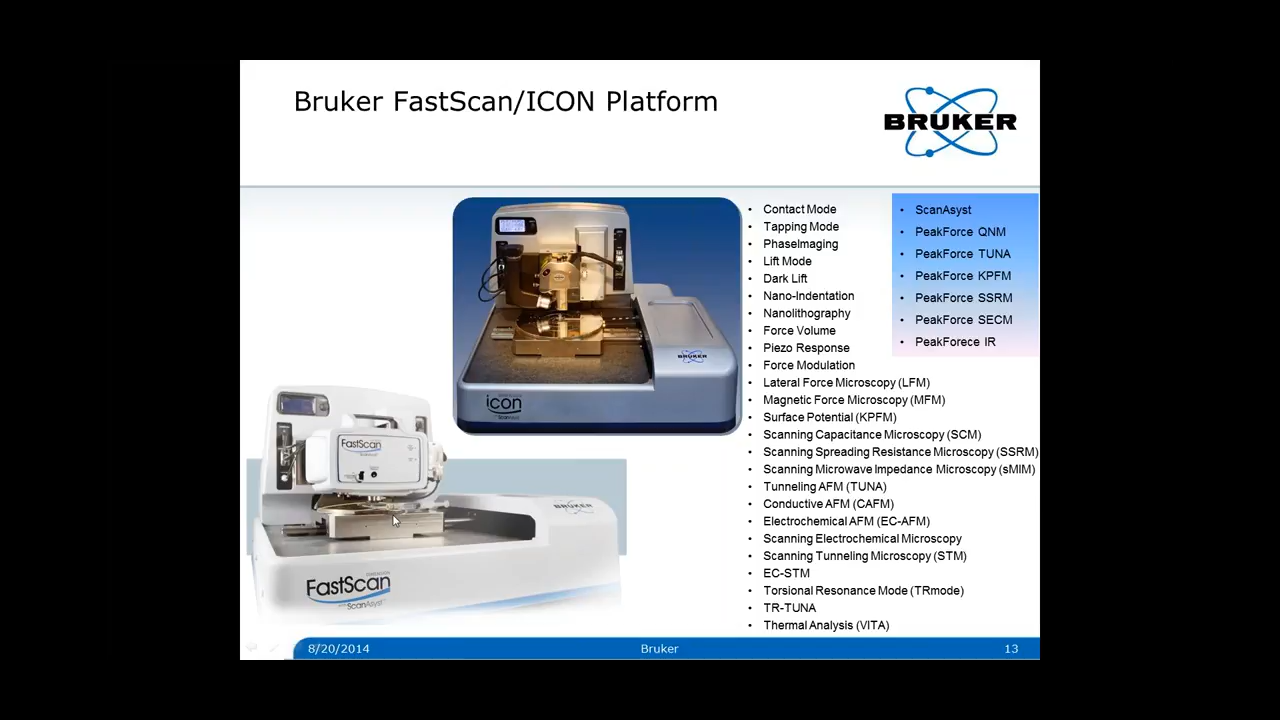 Bruker FastScan/ICON Platform
BRUKER
BRUKER
icon
ScanAsyst
FastScan
BRUKER
FastScan
ScanAsyst
• Contact Mode
• Tapping Mode
• PhaseImaging
• Lift Mode
• Dark Lift
• Nano-Indentation
• Nanolithography
• Force Volume
• Piezo Response
• Force Modulation
• Lateral Force Microscopy (LFM)
• Magnetic Force Microscopy (MFM)
• Surface Potential (KPFM)
• Scanning Capacitance Microscopy (SCM)
• Scanning Spreading Resistance Microscopy (SSRM)
• Scanning Microwave Impedance Microscopy (sMIM)
• Tunneling AFM (TUNA)
• Conductive AFM (CAFM)
• Electrochemical AFM (EC-AFM)
• Scanning Electrochemical Microscopy
• Scanning Tunneling Microscopy (STM)
• EC-STM
• Torsional Resonance Mode (TRmode)
• TR-TUNA
• Thermal Analysis (VITA)
• ScanAsyst
• PeakForce QNM
• PeakForce TUNA
• PeakForce KPFM
• PeakForce SSRM
• PeakForce SECM
• PeakForece IR
8/20/2014
Bruker
13